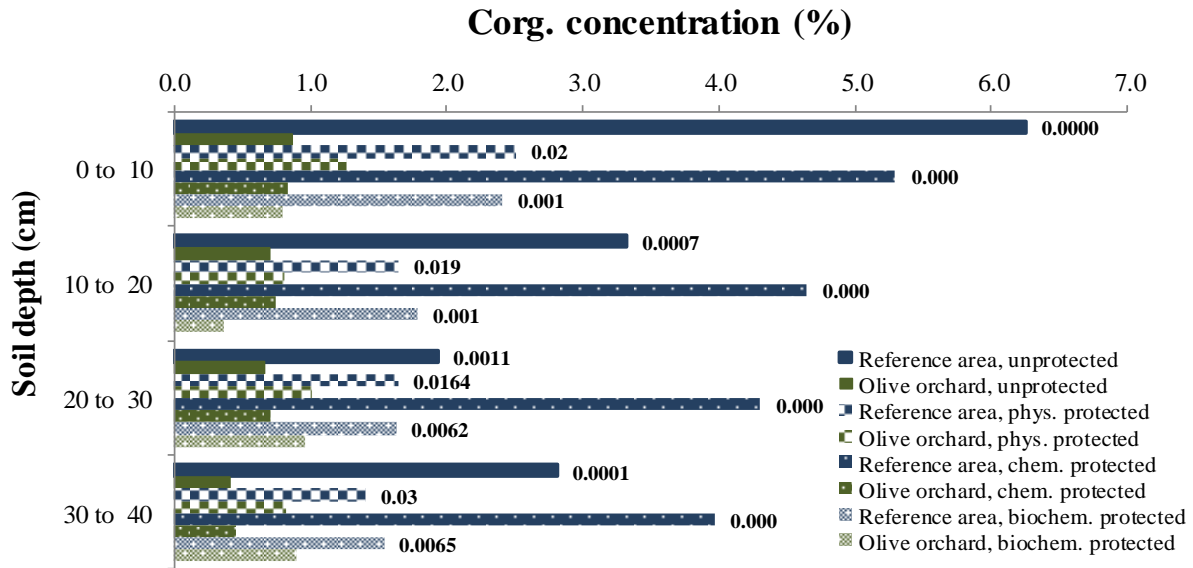 Corg. concentration (%)
0.0 1.0 2.0 3.0 4.0 5.0 6.0 7.0
Soil depth (cm)
0 to 10
0.0000
0.02
0.000
0.001
10 to 20
0.0007
0.019
0.000
0.001
20 to 30
0.0011
0.0164
0.000
0.0062
30 to 40
0.0001
0.03
0.000
0.0065
Reference area, unprotected
Olive orchard, unprotected
Reference area, phys. protected
Olive orchard, phys. protected
Reference area, chem. protected
Olive orchard, chem. protected
Reference area, biochem. protected
Olive orchard, biochem. protected